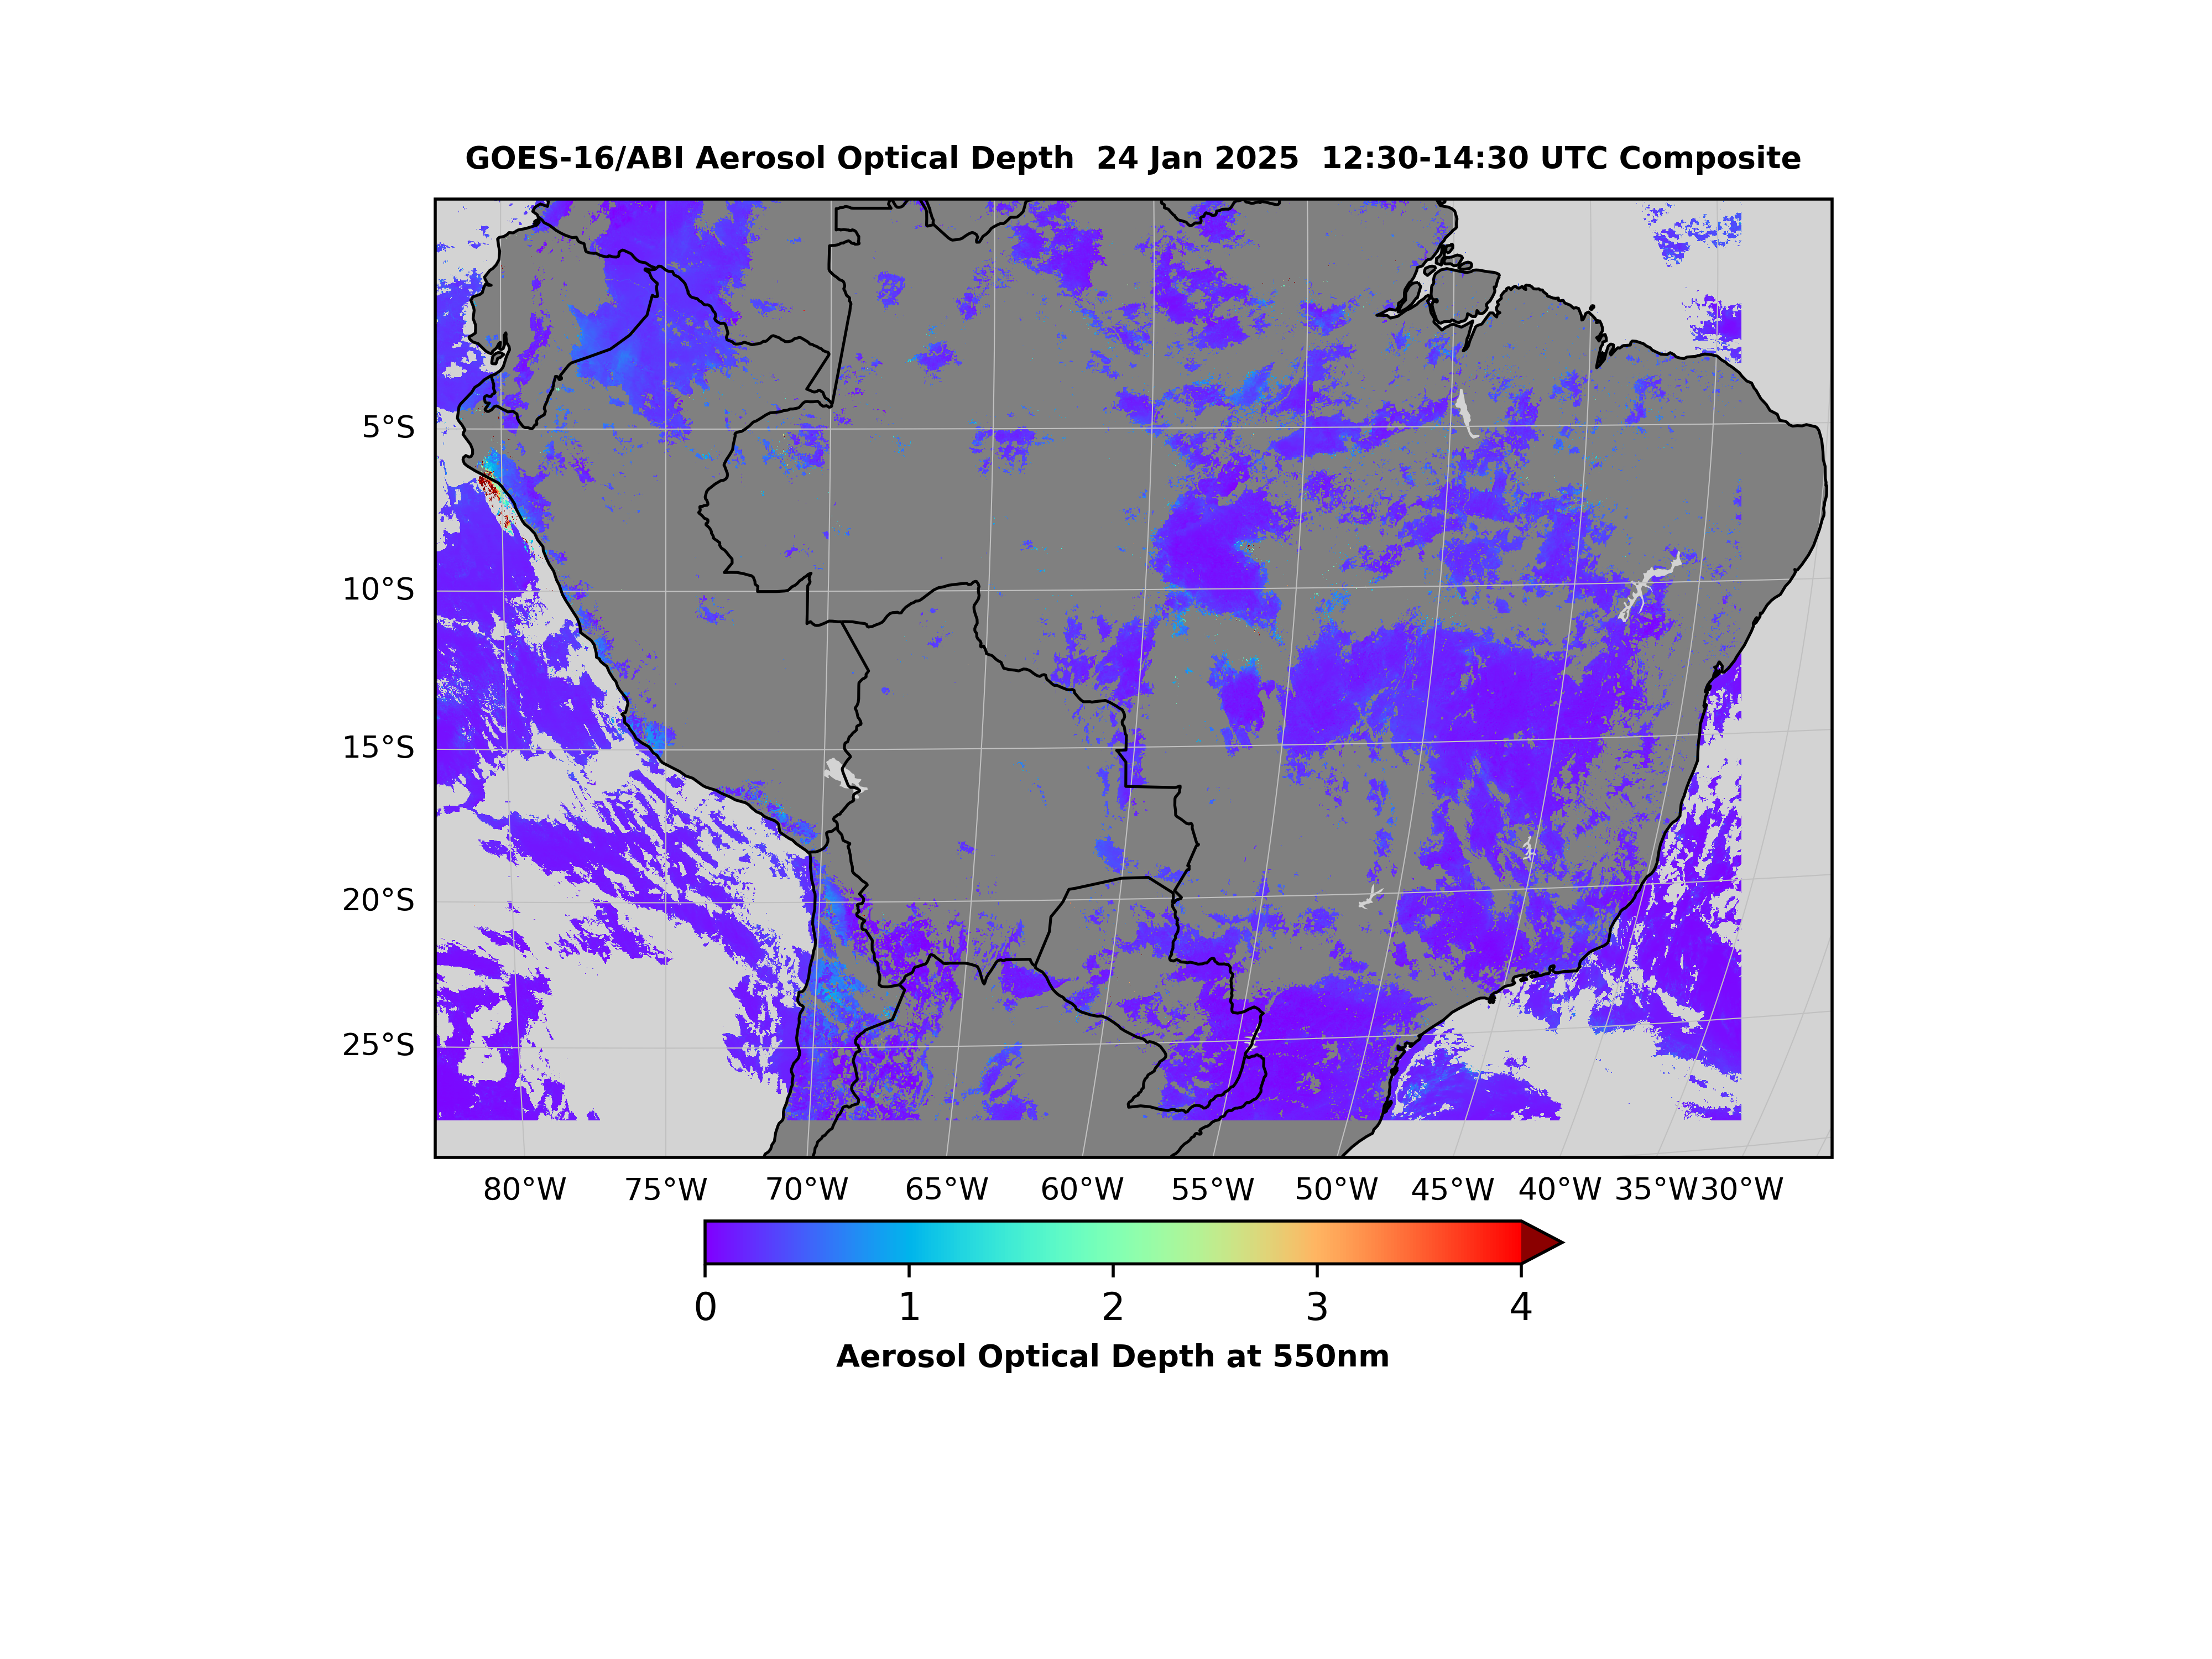 GOES-16/ABI Aerosol Optical Depth  24 Jan 2025  12:30-14:30 UTC Composite
5°S
10°S
15°S
20°S
25°S
80°W 75°W 70°W 65°W 60°W 55°W 50°W 45°W 40°W 35°W 30°W
0 1 2 3 4
Aerosol Optical Depth at 550nm